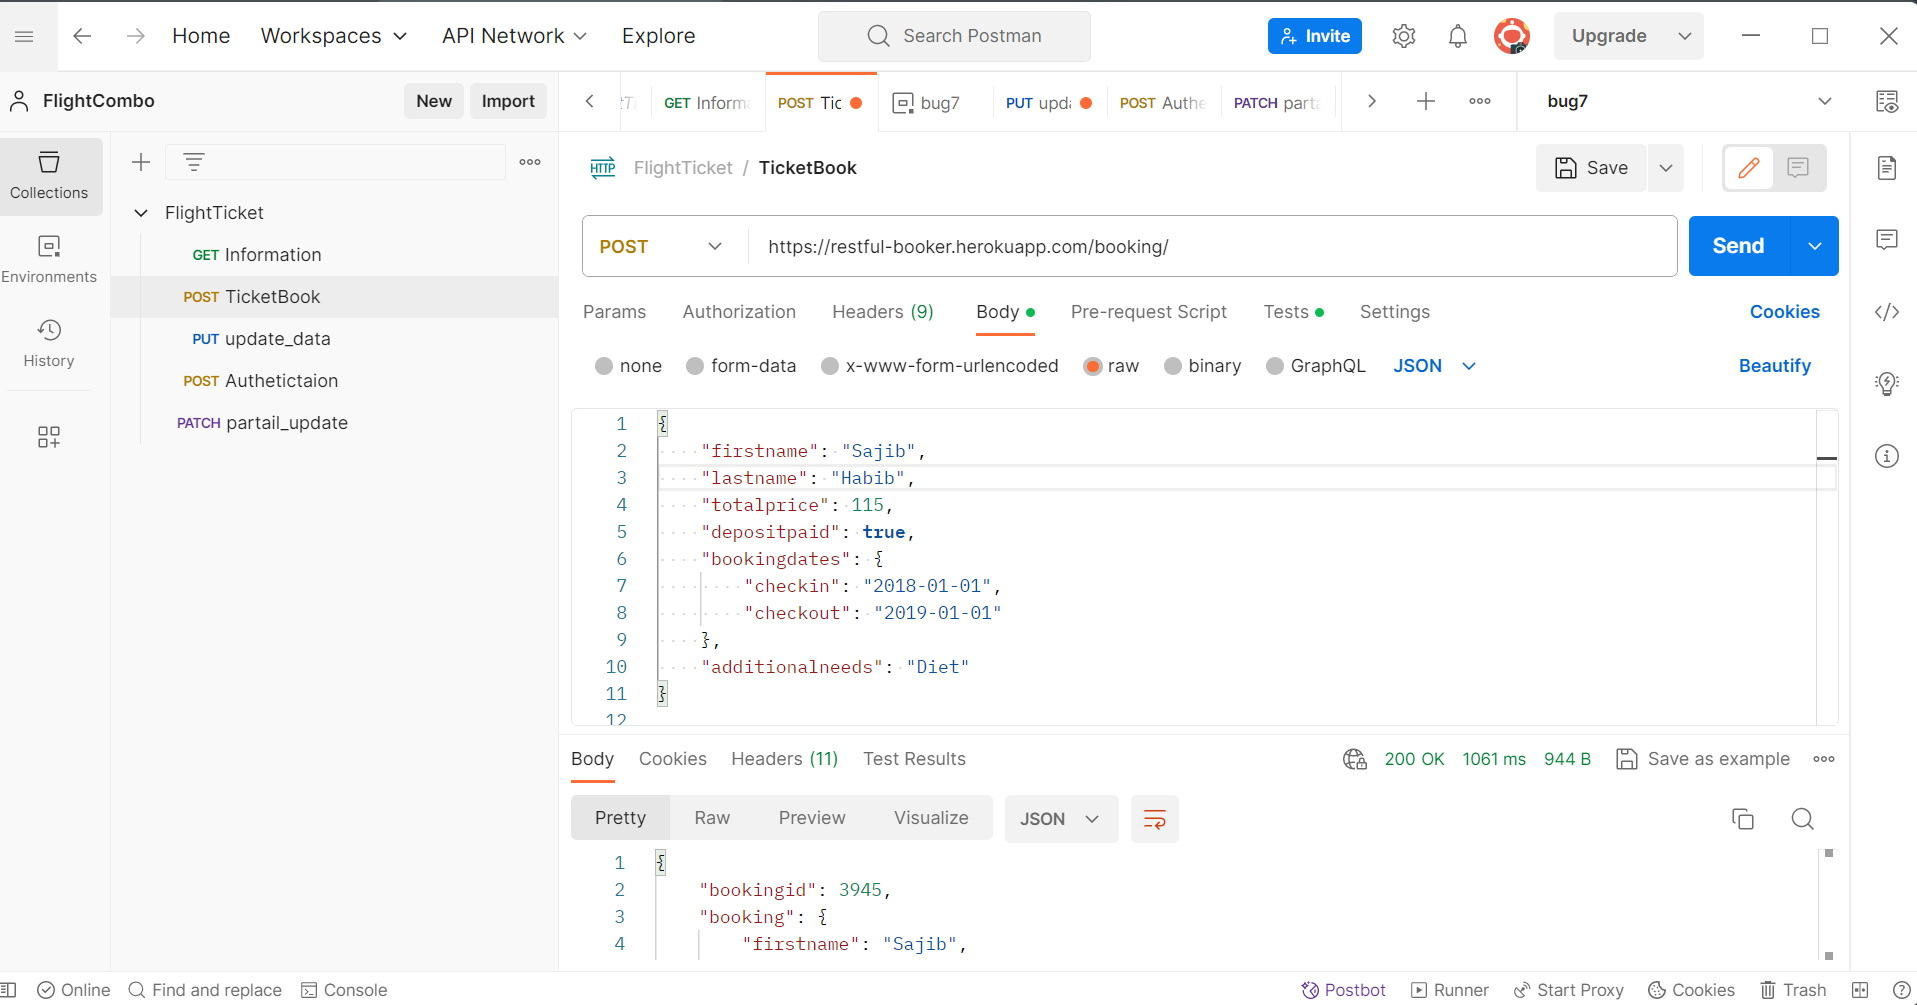 Home Workspaces API Network Explore Search Postman Invite Upgrade
FlightCombo New Import GET Informa POST Tic bug7 PUT upda POST Authe PATCH parta bug7
Collections
FlightTicket / TicketBook Save
FlightTicket
GET Information
POST TicketBook
PUT update_data
POST Authetictaion
PATCH partail_update
Environments
History
POST https://restful-booker.herokuapp.com/booking/ Send
Params Authorization Headers (9) Body Pre-request Script Tests Settings Cookies
none form-data x-www-form-urlencoded raw binary GraphQL JSON Beautify
1 {
2 "firstname": "Sajib",
3 "lastname": "Habib",
4 "totalprice": 115,
5 "depositpaid": true,
6 "bookingdates": {
7 "checkin": "2018-01-01",
8 "checkout": "2019-01-01"
9 },
10 "additionalneeds": "Diet"
11 }
12
Body Cookies Headers (11) Test Results 200 OK 1061 ms 944 B Save as example
Pretty Raw Preview Visualize JSON
1 {
2 "bookingid": 3945,
3 "booking": {
4 "firstname": "Sajib",
Online Find and replace Console Postbot Runner Start Proxy Cookies Trash